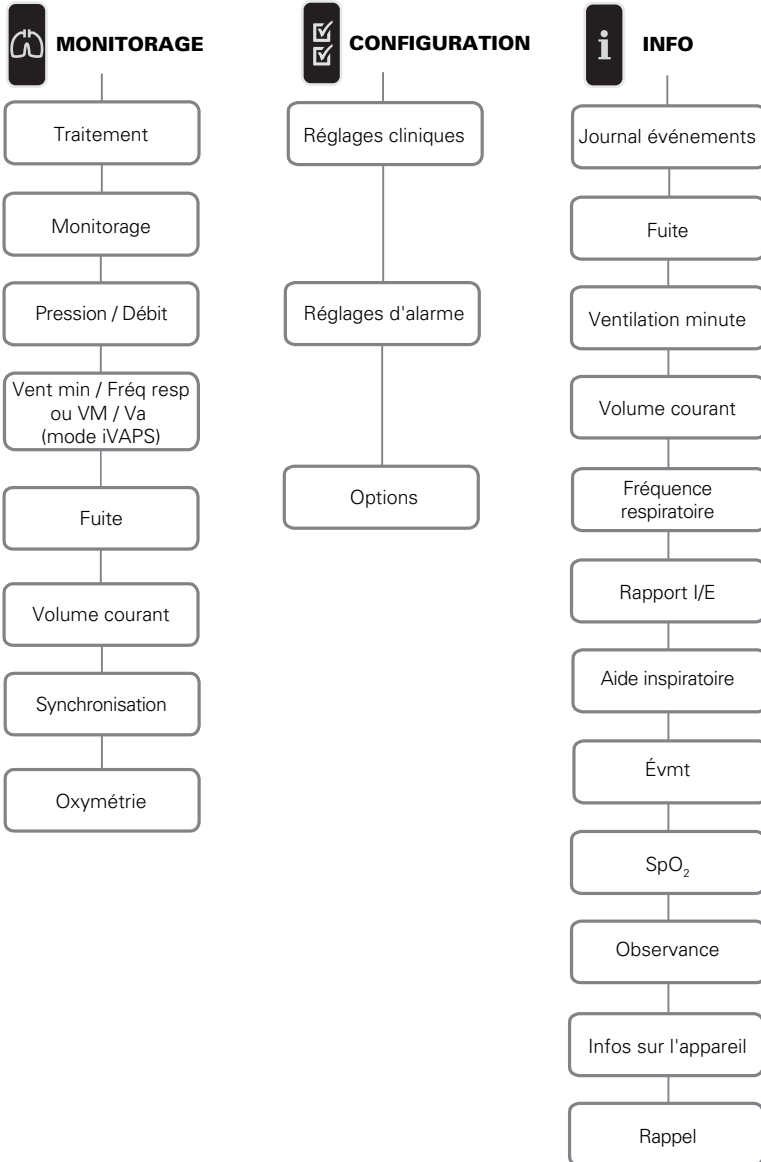 MONITORAGE
Traitement
Monitorage
Pression / Débit
Vent min / Fréq resp
ou VM / Va
(mode iVAPS)
Fuite
Volume courant
Synchronisation
Oxymétrie
CONFIGURATION
Réglages cliniques
Réglages d'alarme
Options
i INFO
Journal événements
Fuite
Ventilation minute
Volume courant
Fréquence
respiratoire
Rapport I/E
Aide inspiratoire
Évmt
SpO₂
Observance
Infos sur l'appareil
Rappel